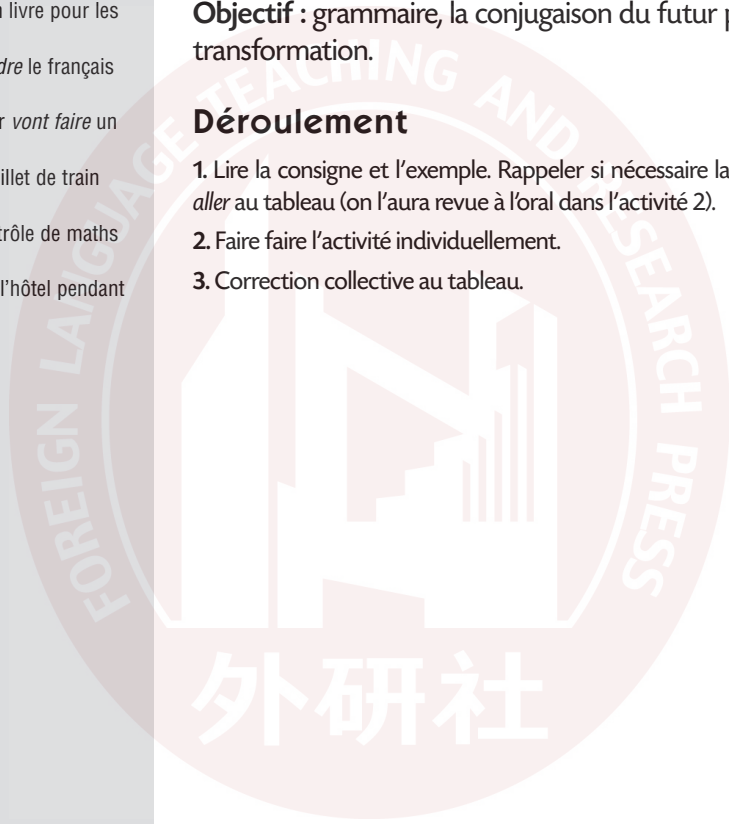 livre pour les
dre le français
r vont faire un
illet de train
trôle de maths
l'hôtel pendant
Objectif : grammaire, la conjugaison du futur
transformation.
Déroulement
1. Lire la consigne et l'exemple. Rappeler si nécessaire la
aller au tableau (on l'aura revue à l'oral dans l'activité 2).
2. Faire faire l'activité individuellement.
3. Correction collective au tableau.
FOREIGN LANGUAGE TEACHING AND RESEARCH PRESS
外研社